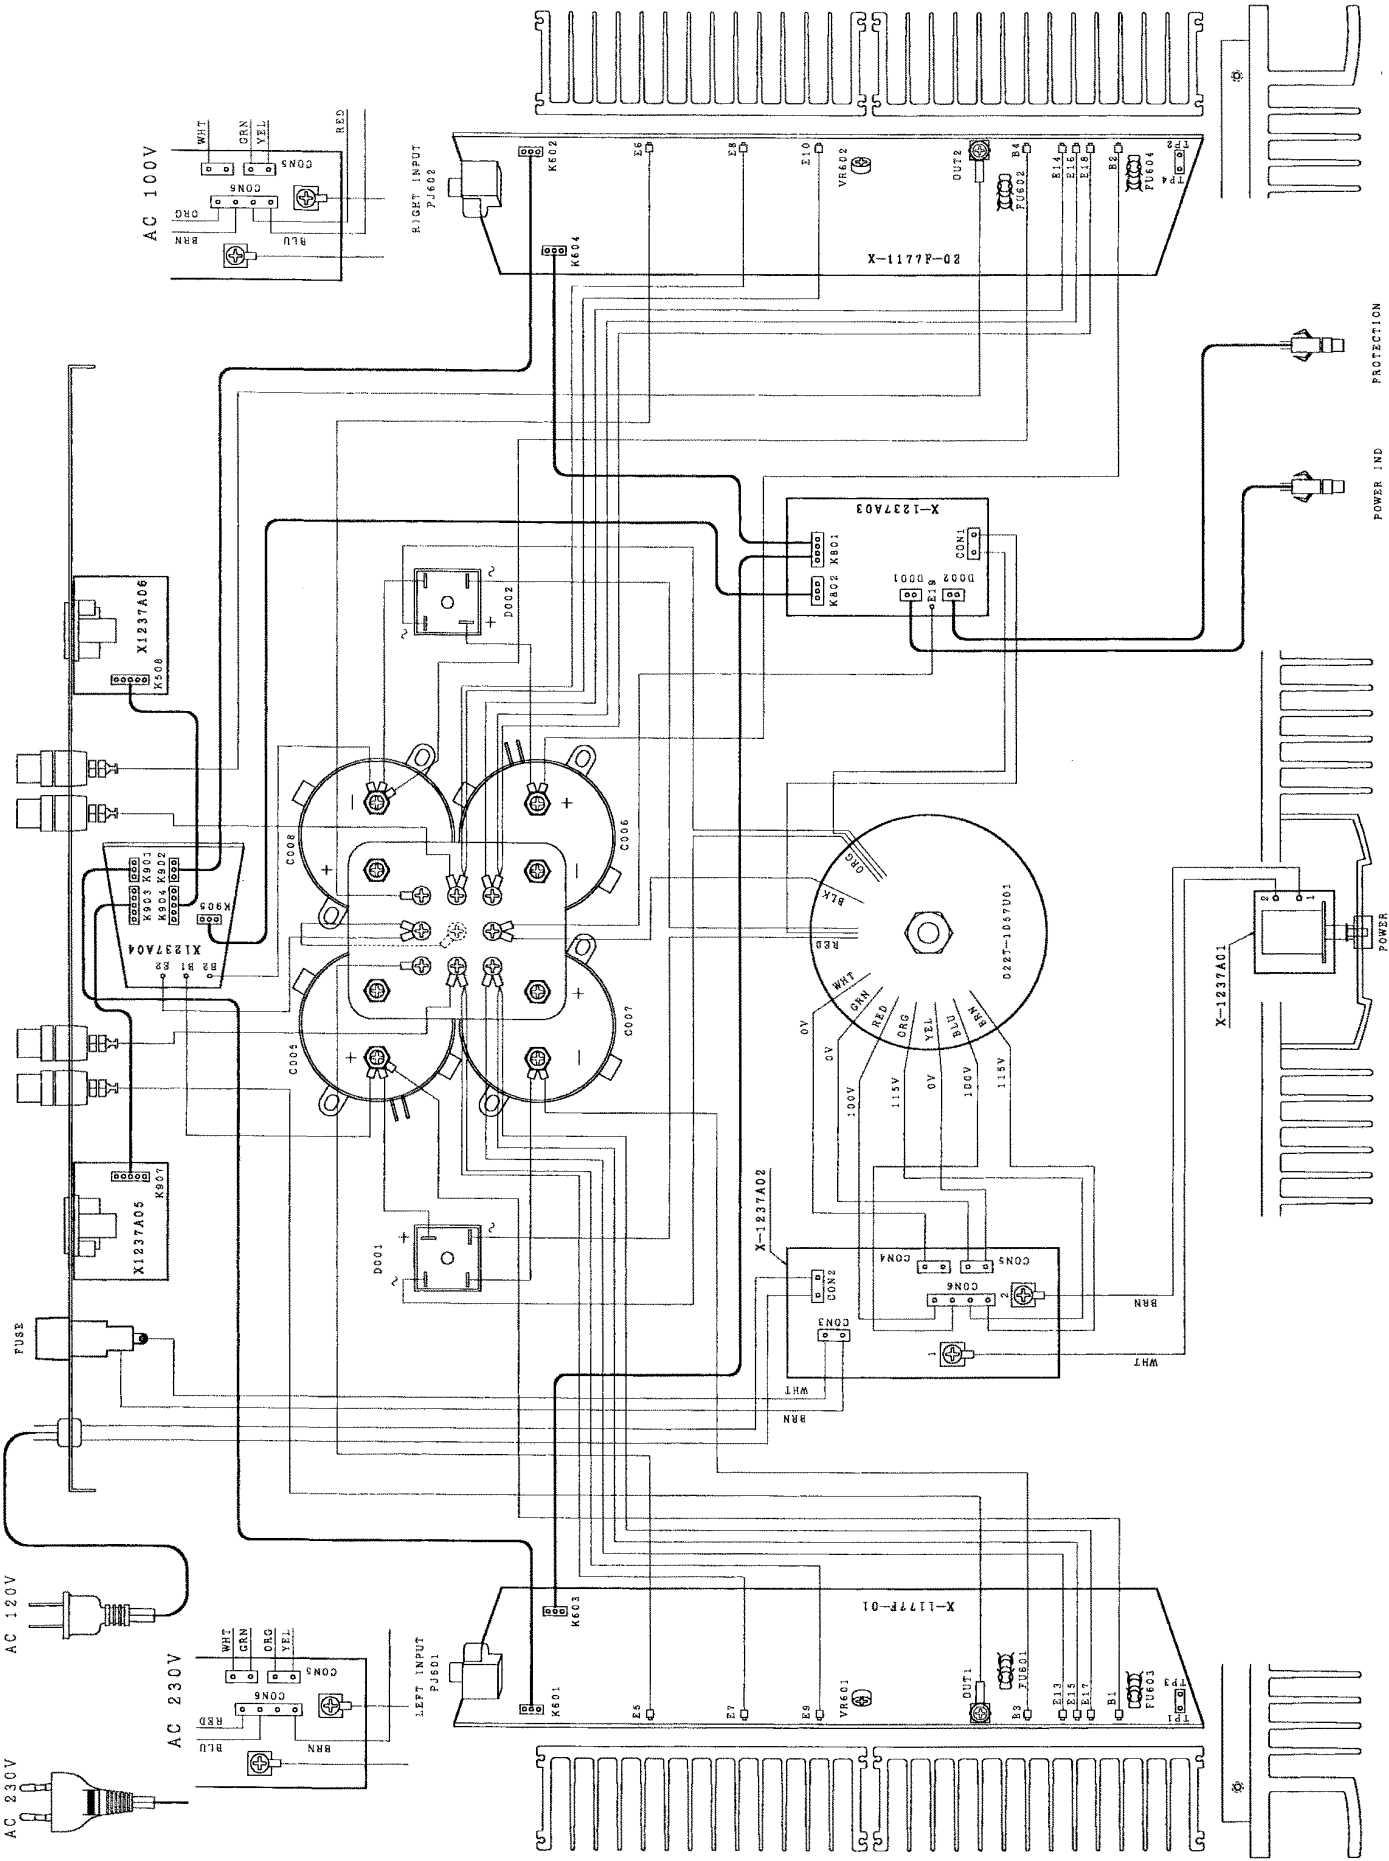 AC 100V
WHT
GRN
YEL
RED
CON5
CON6
ORG
BRN
BLU
RIGHT INPUT
PJ602
K602
K604
E6
E8
E10
VR602
OUT2
FU602
B4
E14
E16
E18
B2
FU604
TP2
TP4
X-1177F-02
PROTECTION
POWER IND
X-1237A03
K801
K802
CON1
D001
E19
D002
X1237A06
K508
D002
~
~
+
C008
C006
C005
C007
+
−
+
−
+
−
K901
K902
K903
K904
K905
X1237A04
B2
B1
B2
ORG
BLK
RED
D22T-1057U01
WHT
GRN
RED
ORG
YEL
BLU
BRN
0V
0V
100V
115V
0V
100V
115V
X-1237A01
2
1
POWER
X1237A05
K907
D001
+
~
~
X-1237A02
CON4
CON5
CON2
CON6
CON3
2
1
BRN
WHT
WHT
BRN
FUSE
AC 120V
AC 230V
AC 230V
WHT
GRN
ORG
YEL
CON5
CON6
RED
BLU
BRN
LEFT INPUT
PJ601
K601
K603
E5
E7
E9
VR601
OUT1
FU601
B3
E13
E15
E17
B1
FU603
TP3
TP1
X-1177F-01